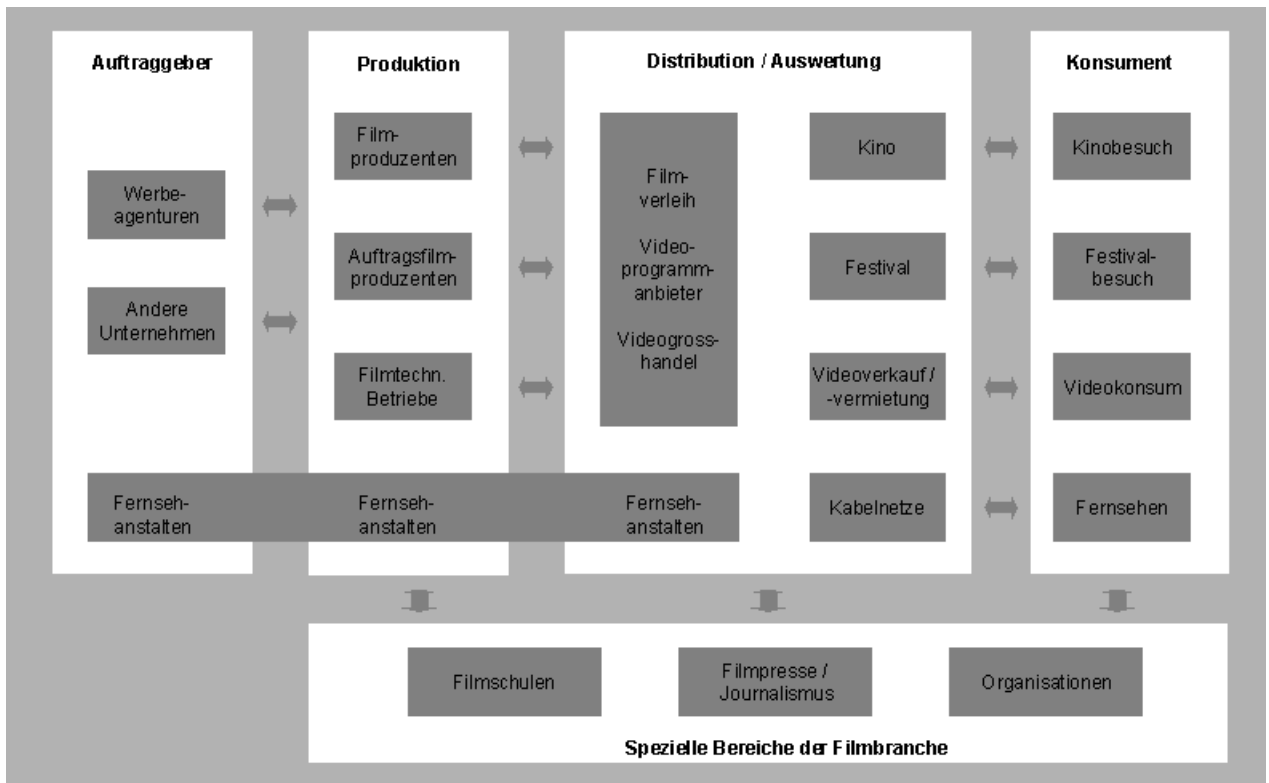 Auftraggeber
Werbe-
agenturen
Andere
Unternehmen
Fernseh-
anstalten
Produktion
Film-
produzenten
Auftragsfilm-
produzenten
Filmtechn.
Betriebe
Fernseh-
anstalten
Distribution / Auswertung
Film-
verleih
Video-
programm-
anbieter
Videogross-
handel
Fernseh-
anstalten
Kino
Festival
Videoverkauf /
-vermietung
Kabelnetze
Konsument
Kinobesuch
Festival-
besuch
Videokonsum
Fernsehen
Filmschulen
Filmpresse /
Journalismus
Organisationen
Spezielle Bereiche der Filmbranche